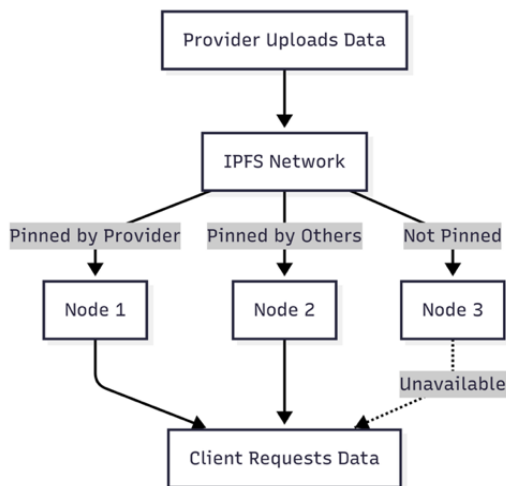 Provider Uploads Data
IPFS Network
Pinned by Provider
Pinned by Others
Not Pinned
Node 1
Node 2
Node 3
Unavailable
Client Requests Data